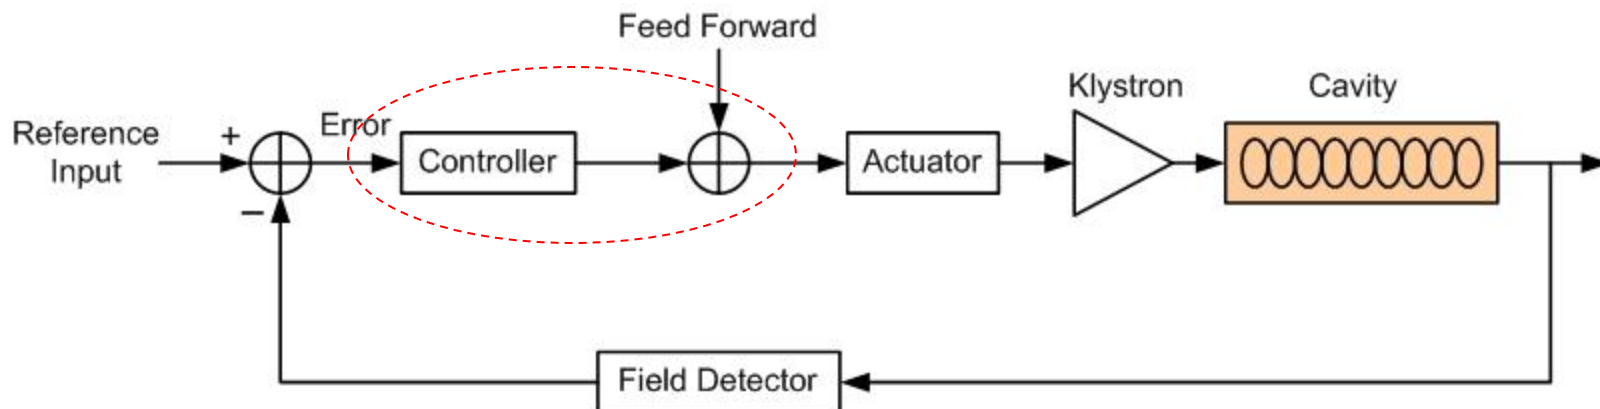 Feed Forward
Klystron
Cavity
Reference
Input
+
Error
Controller
Actuator
−
Field Detector